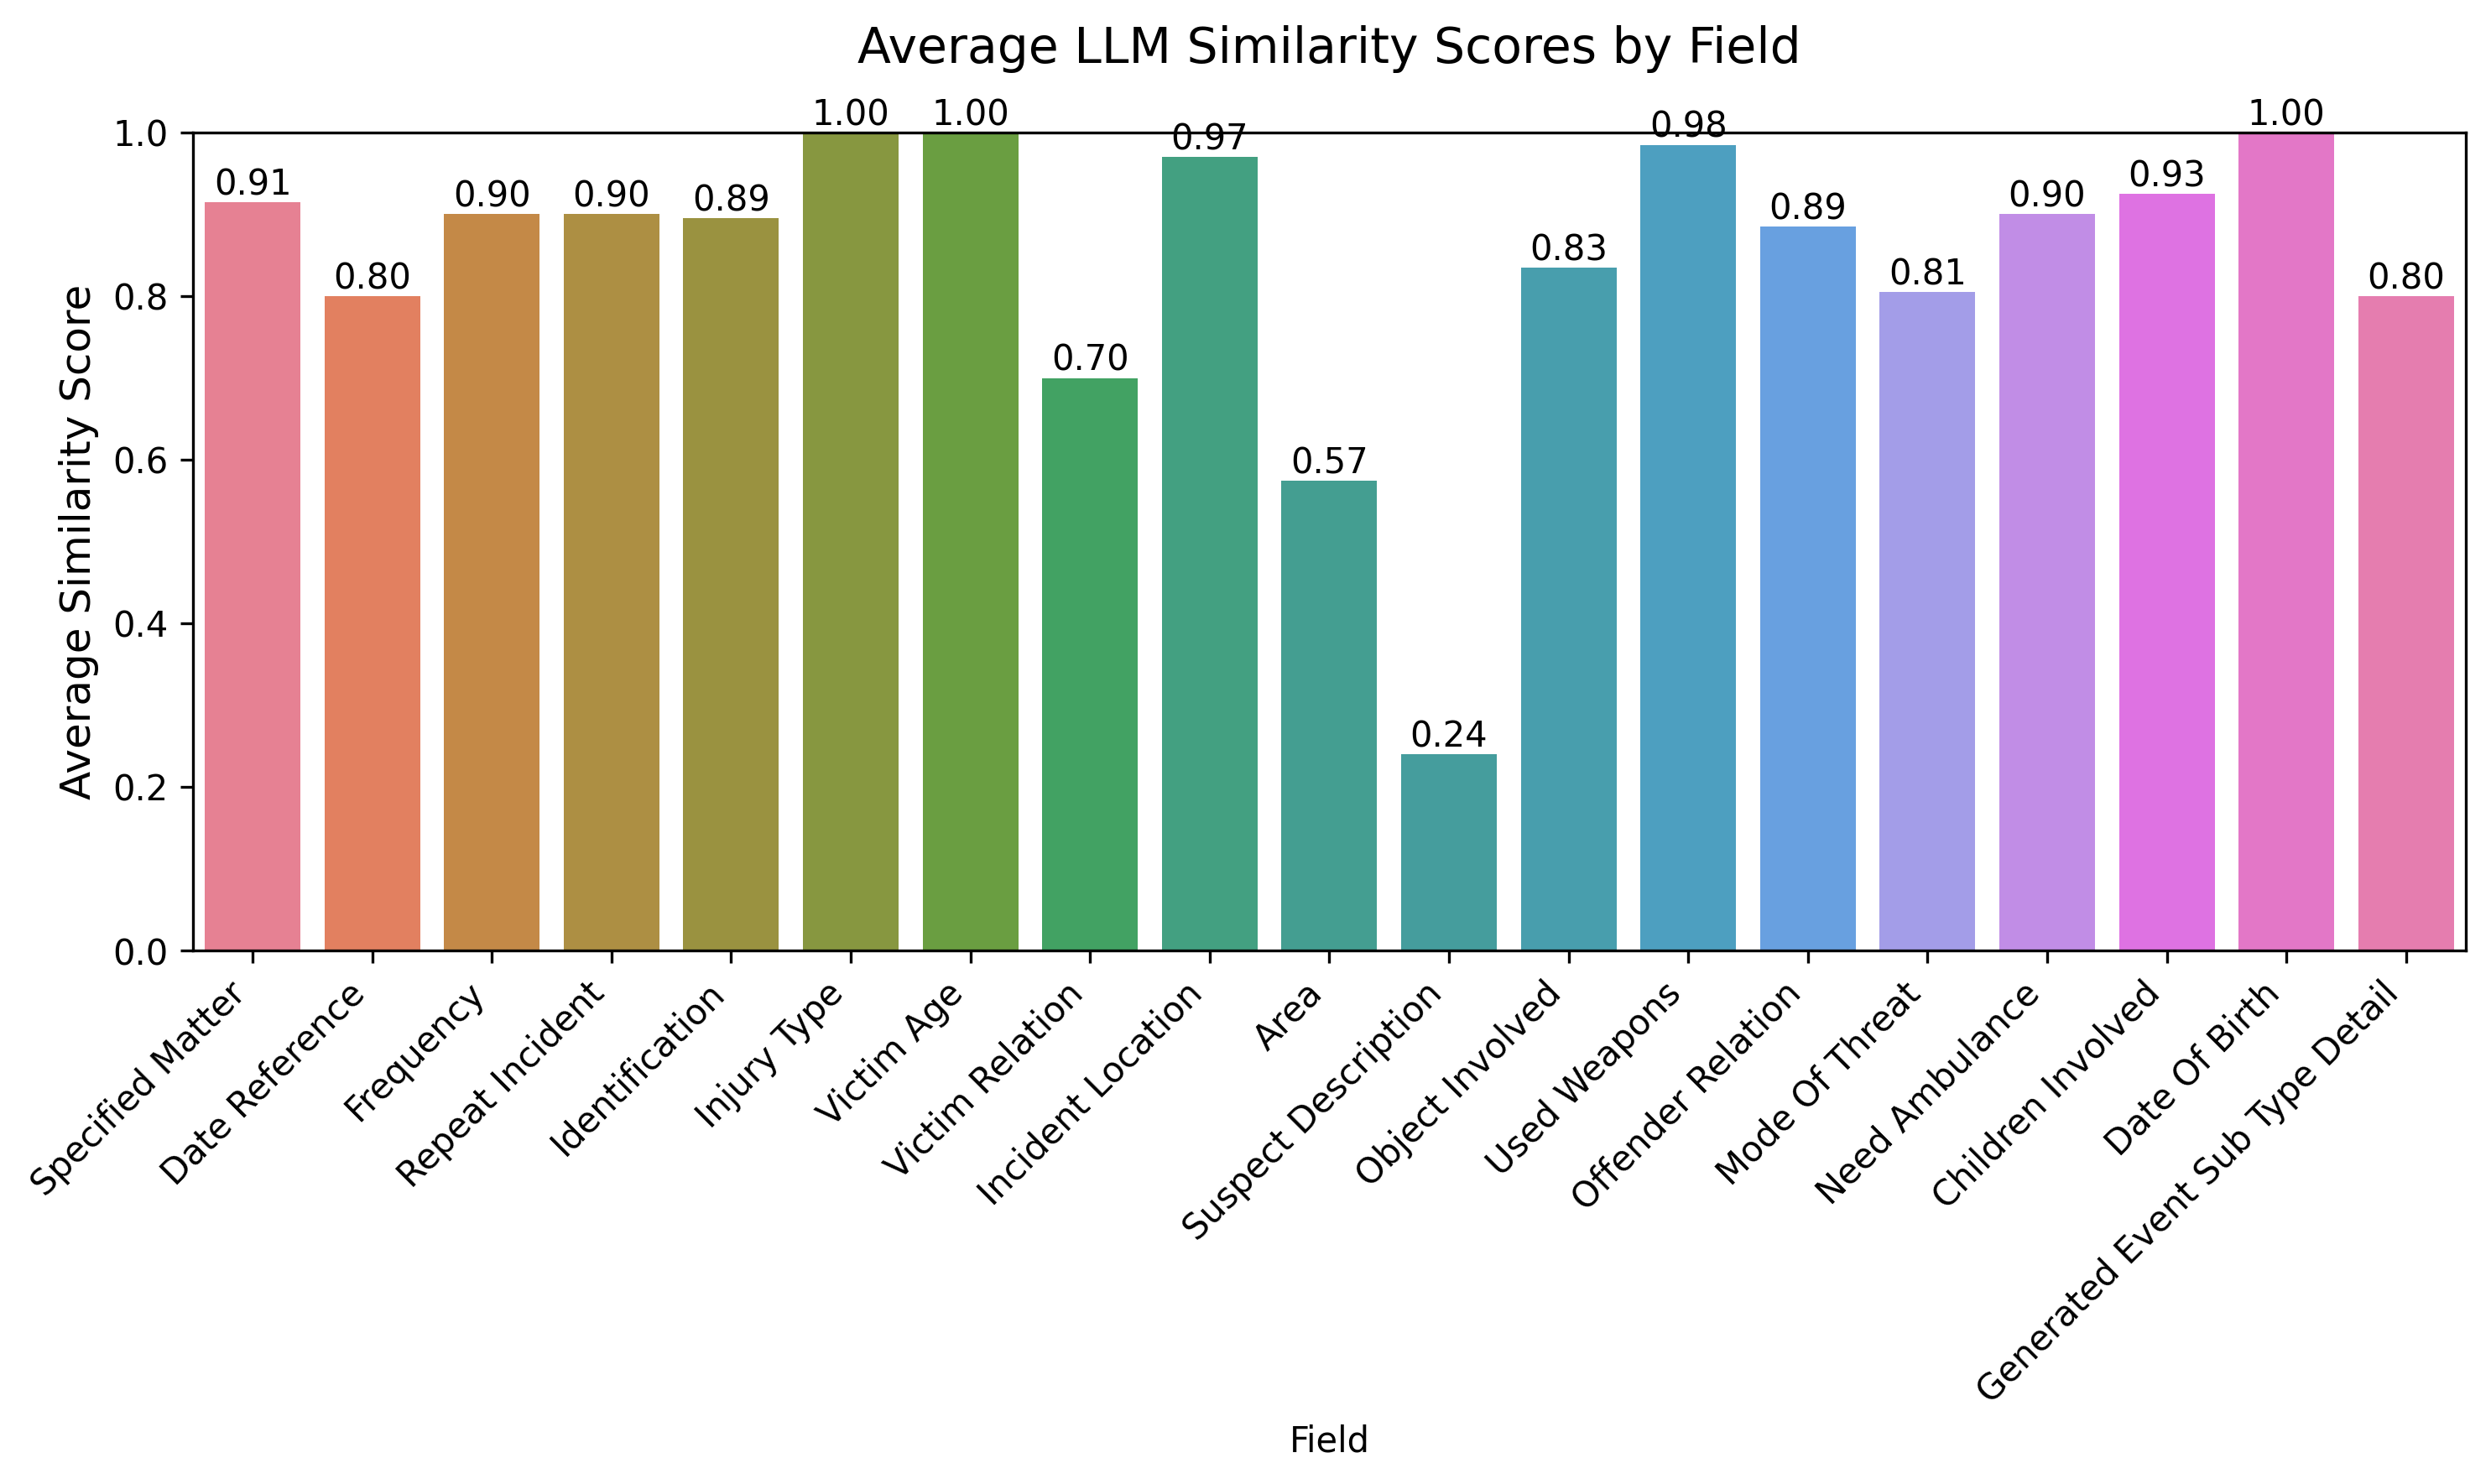 Average LLM Similarity Scores by Field
Average Similarity Score
1.0
0.8
0.6
0.4
0.2
0.0
0.91
0.80
0.90
0.90
0.89
1.00
1.00
0.70
0.97
0.57
0.24
0.83
0.98
0.89
0.81
0.90
0.93
1.00
0.80
Specified Matter
Date Reference
Frequency
Repeat Incident
Identification
Injury Type
Victim Age
Victim Relation
Incident Location
Area
Suspect Description
Object Involved
Used Weapons
Offender Relation
Mode Of Threat
Need Ambulance
Children Involved
Date Of Birth
Generated Event Sub Type Detail
Field